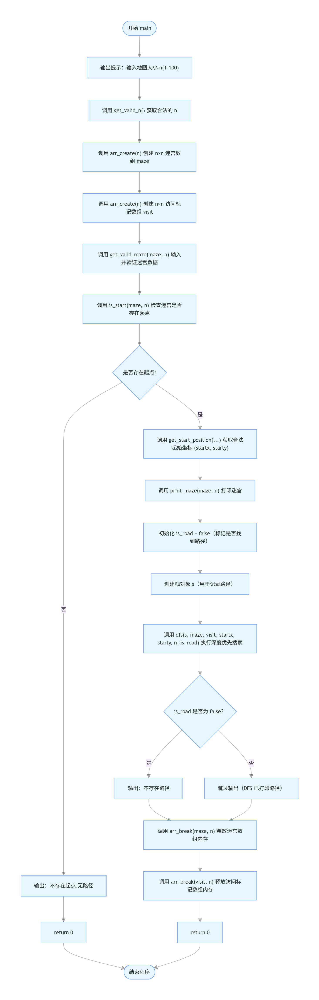 开始 main
输出提示：输入地图大小 n(1-100)
调用 get_valid_n() 获取合法的 n
调用 arr_create(n) 创建 n×n 迷宫数
组 maze
调用 arr_create(n) 创建 n×n 访问标
记数组 visit
调用 get_valid_maze(maze, n) 输入
并验证迷宫数据
调用 is_start(maze, n) 检查迷宫是否
存在起点
是否存在起点?
是
调用 get_start_position(...) 获取合法
起始坐标 (startx, starty)
调用 print_maze(maze, n) 打印迷宫
初始化 is_road = false（标记是否找
到路径）
创建栈对象 s（用于记录路径）
否
调用 dfs(s, maze, visit, startx,
starty, n, is_road) 执行深度优先搜索
is_road 是否为 false?
是
否
输出：不存在路径
跳过输出（DFS 已打印路径）
调用 arr_break(maze, n) 释放迷宫数
组内存
调用 arr_break(visit, n) 释放访问标
记数组内存
输出：不存在起点,无路径
return 0
return 0
结束程序